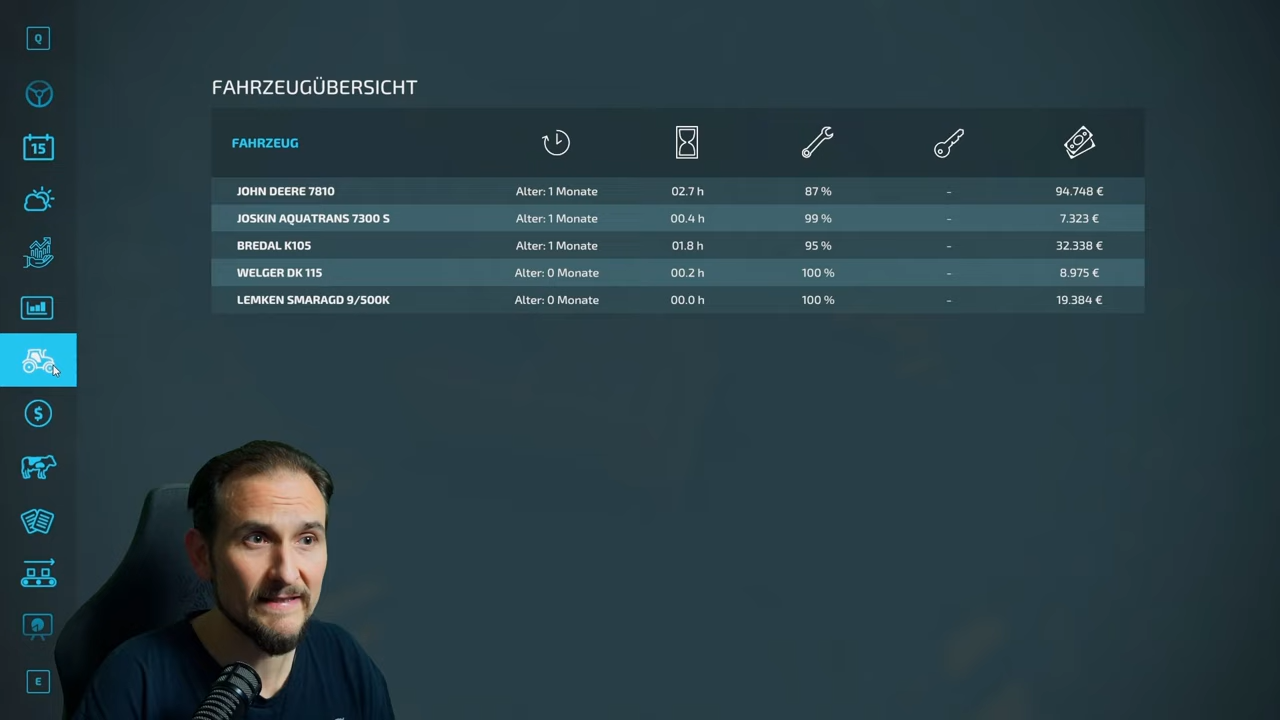 Q
15
FAHRZEUGÜBERSICHT
FAHRZEUG
JOHN DEERE 7810 Alter: 1 Monate 02.7 h 87 % - 94.748 €
JOSKIN AQUATRANS 7300 S Alter: 1 Monate 00.4 h 99 % - 7.323 €
BREDAL K105 Alter: 1 Monate 01.8 h 95 % - 32.338 €
WELGER DK 115 Alter: 0 Monate 00.2 h 100 % - 8.975 €
LEMKEN SMARAGD 9/500K Alter: 0 Monate 00.0 h 100 % - 19.384 €
$
E